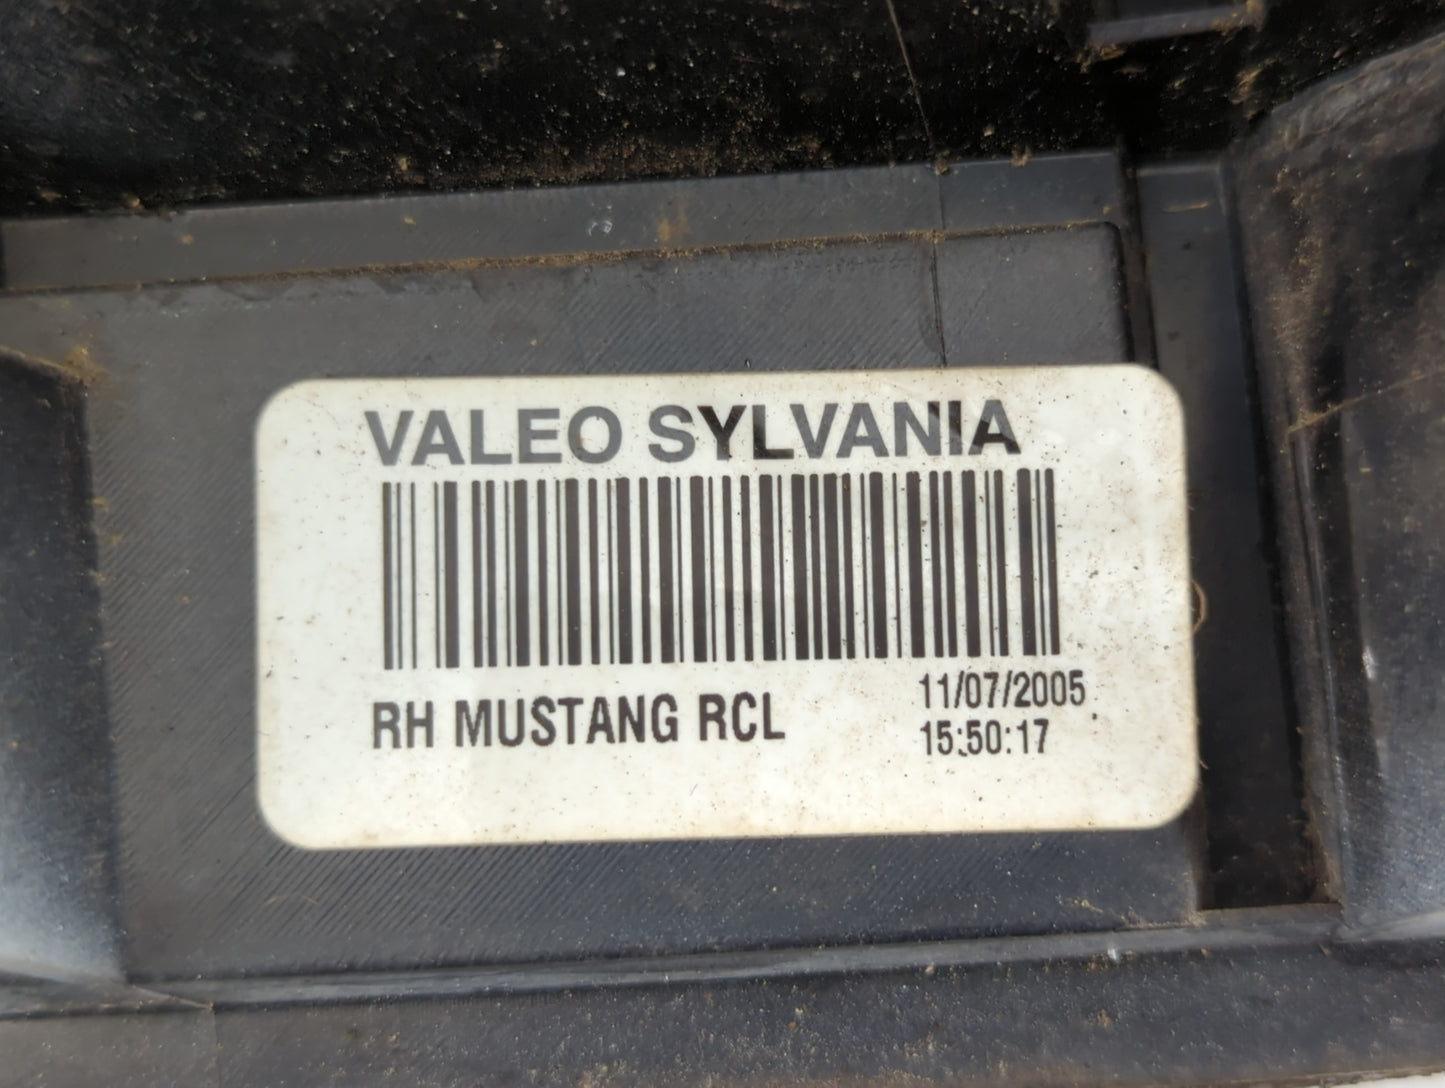 VALEO SYLVANIA
RH MUSTANG RCL
11/07/2005
15:50:17